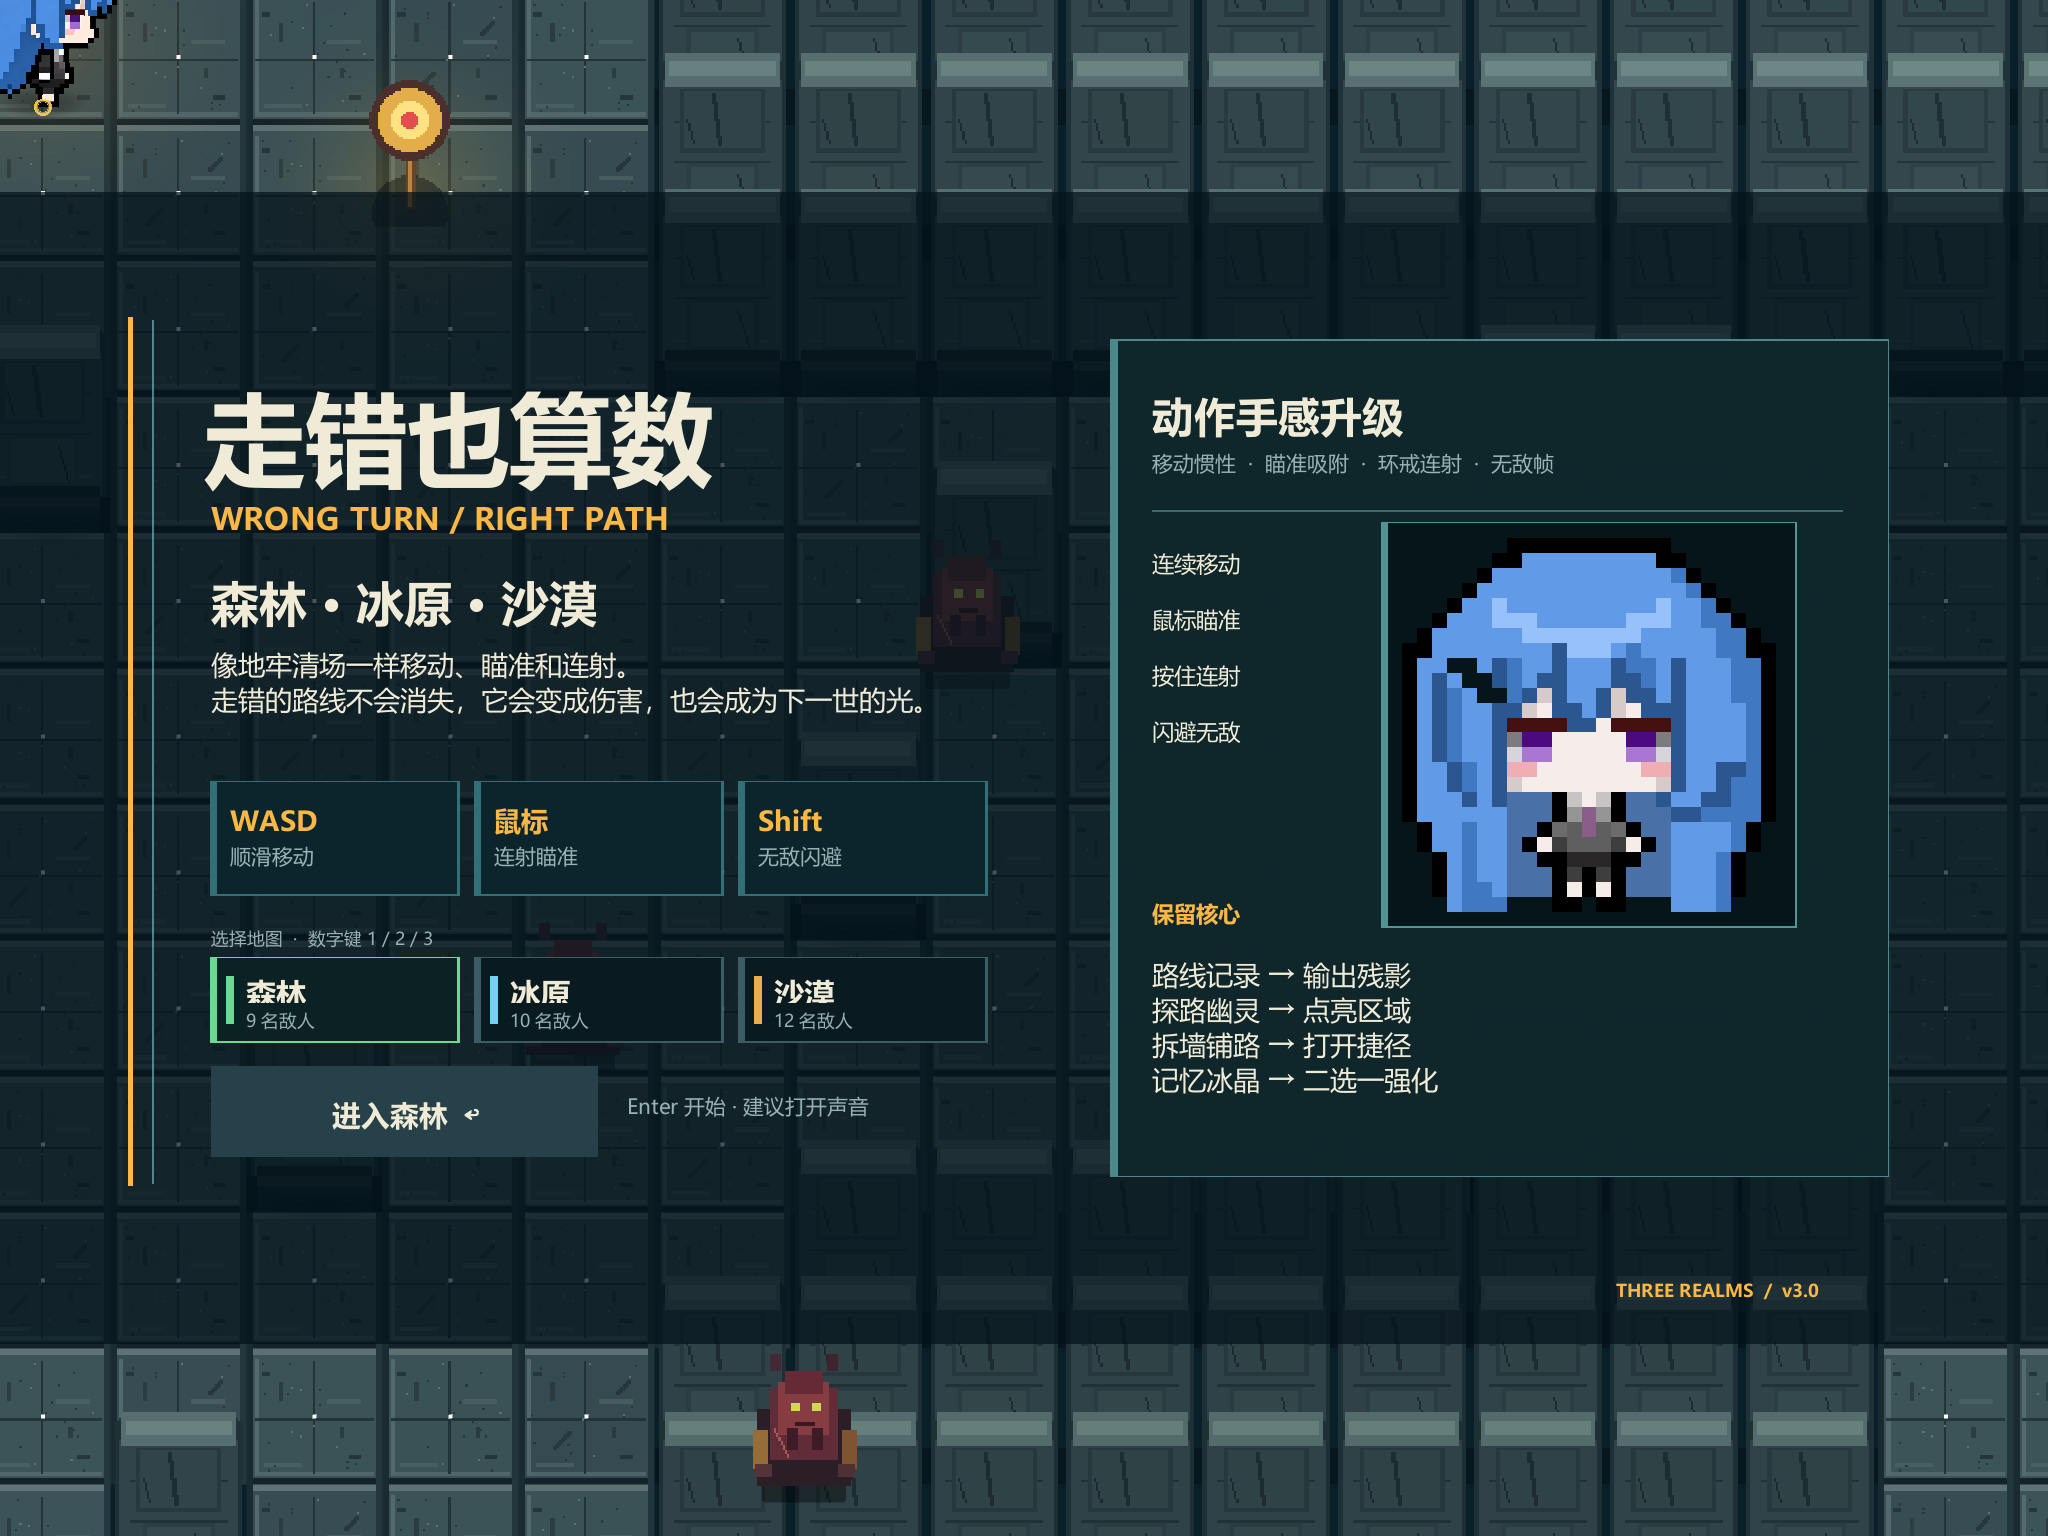 走错也算数
WRONG TURN / RIGHT PATH
森林·冰原·沙漠
像地牢清场一样移动、瞄准和连射。
走错的路线不会消失，它会变成伤害，也会成为下一世的光。
WASD
顺滑移动
鼠标
连射瞄准
Shift
无敌闪避
选择地图 · 数字键 1 / 2 / 3
森林
9 名敌人
冰原
10 名敌人
沙漠
12 名敌人
进入森林 ↵
Enter 开始 · 建议打开声音
动作手感升级
移动惯性 · 瞄准吸附 · 环戒连射 · 无敌帧
连续移动
鼠标瞄准
按住连射
闪避无敌
保留核心
路线记录 → 输出残影
探路幽灵 → 点亮区域
拆墙铺路 → 打开捷径
记忆冰晶 → 二选一强化
THREE REALMS / v3.0